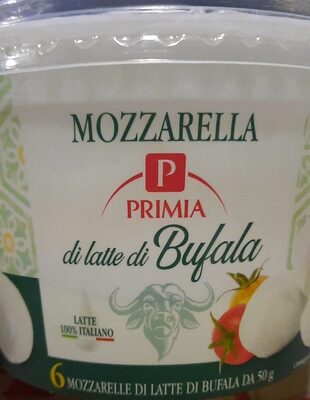 MOZZARELLA
P
PRIMIA
di latte di Bufala
LATTE
100% ITALIANO
6 MOZZARELLE DI LATTE DI BUFALA DA 50 g